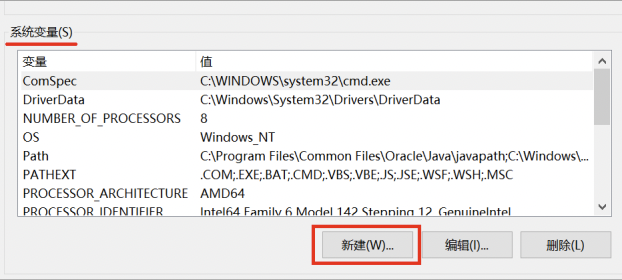 系统变量(S)
变量 值
ComSpec C:\WINDOWS\system32\cmd.exe
DriverData C:\Windows\System32\Drivers\DriverData
NUMBER_OF_PROCESSORS 8
OS Windows_NT
Path C:\Program Files\Common Files\Oracle\Java\javapath;C:\Windows\...
PATHEXT .COM;.EXE;.BAT;.CMD;.VBS;.VBE;.JS;.JSE;.WSF;.WSH;.MSC
PROCESSOR_ARCHITECTURE AMD64
PROCESSOR_IDENTIFIER Intel64 Family 6 Model 142 Stepping 12, GenuineIntel
新建(W)... 编辑(I)... 删除(L)